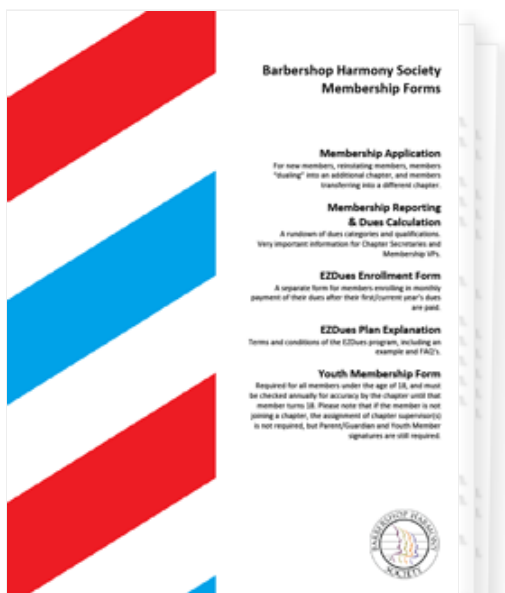 Barbershop Harmony Society
Membership Forms
Membership Application
For new members, reinstating members, members
"dualing" into an additional chapter, and members
transferring into a different chapter.
Membership Reporting
& Dues Calculation
A rundown of dues categories and qualifications.
Very important information for Chapter Secretaries and
Membership VPs.
EZDues Enrollment Form
A separate form for members enrolling in monthly
payment of their dues after their first/current year's dues
are paid.
EZDues Plan Explanation
Terms and conditions of the EZDues program, including an
example and FAQ's.
Youth Membership Form
Required for all members under the age of 18, and must
be checked annually for accuracy by the chapter until that
member turns 18. Please note that if the member is not
joining a chapter, the assignment of chapter supervisor(s)
is not required, but Parent/Guardian and Youth Member
signatures are still required.
BARBERSHOP HARMONY
SOCIETY